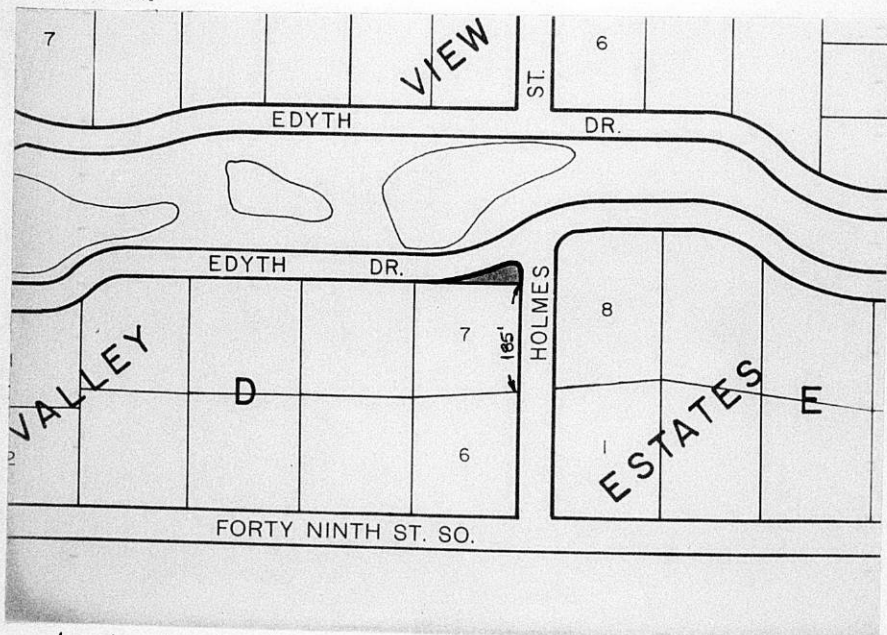 7
VIEW
ST.
6
EDYTH DR.
EDYTH DR.
HOLMES
7
185'
8
VALLEY
D
ESTATES
E
2
6
1
FORTY NINTH ST. SO.